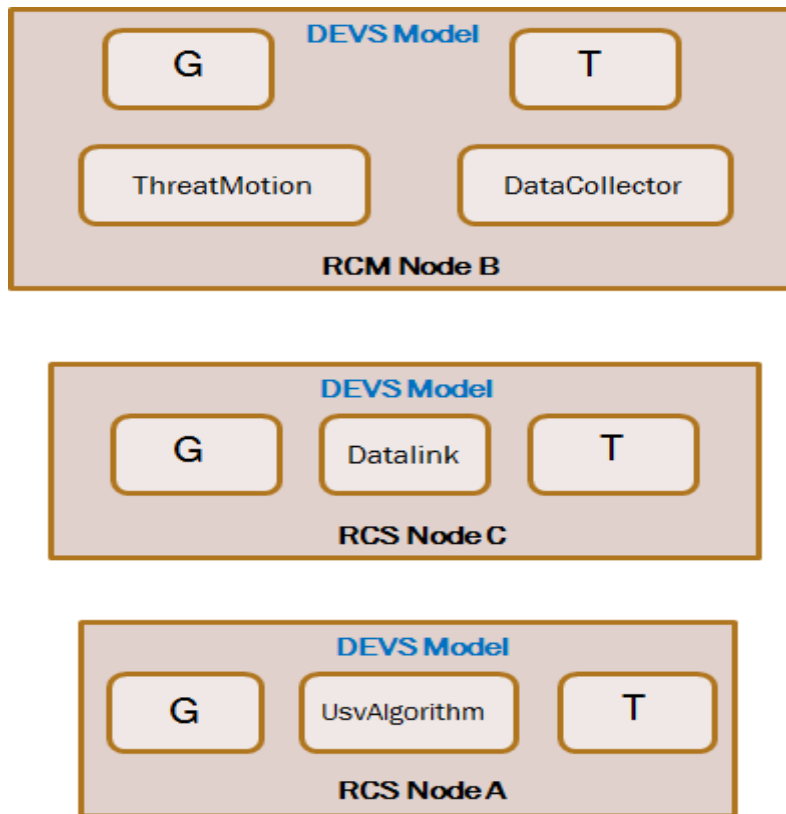 DEVS Model
G
T
ThreatMotion
DataCollector
RCM Node B
DEVS Model
G
Datalink
T
RCS Node C
DEVS Model
G
UsvAlgorithm
T
RCS Node A